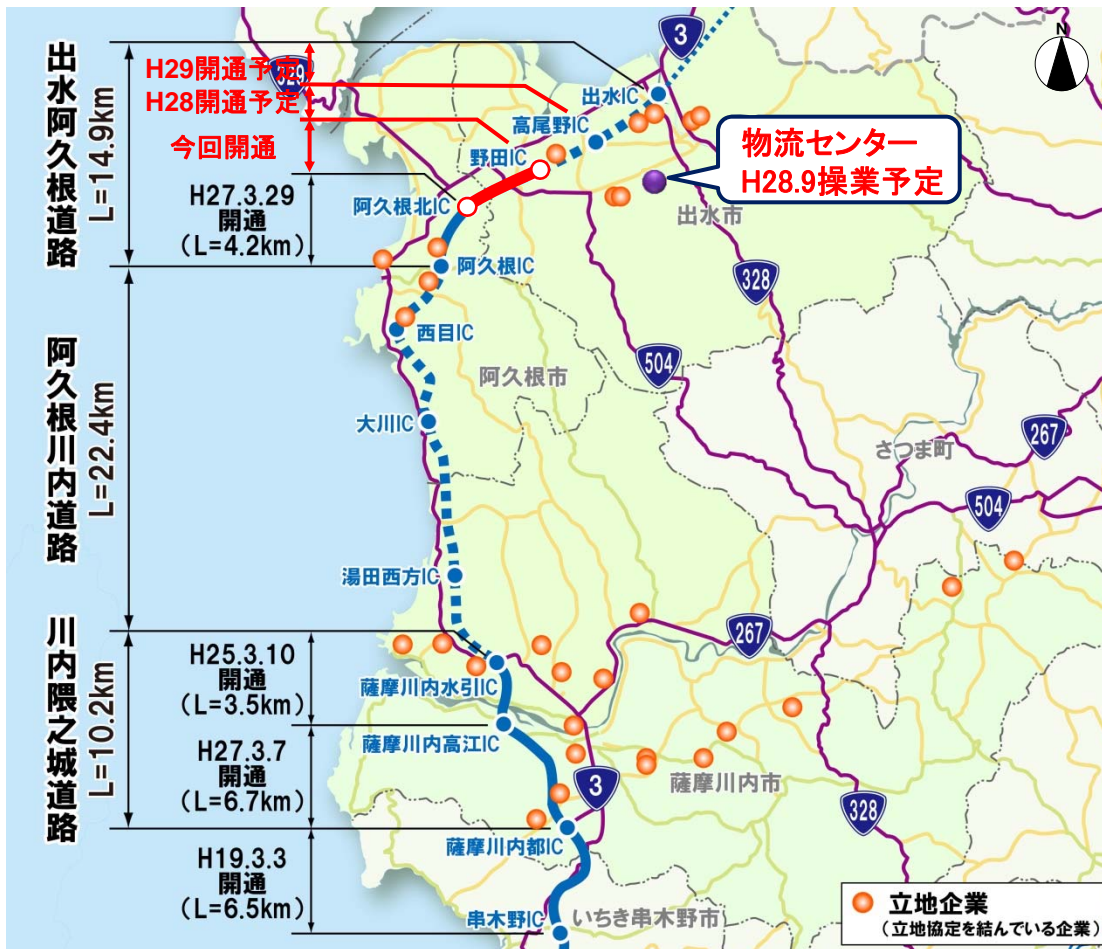 出水阿久根道路
L=14.9km
阿久根川内道路
L=22.4km
川内隈之城道路
L=10.2km
H29開通予定
H28開通予定
今回開通
H27.3.29
開通
(L=4.2km)
H25.3.10
開通
(L=3.5km)
H27.3.7
開通
(L=6.7km)
H19.3.3
開通
(L=6.5km)
N
3
出水IC
高尾野IC
野田IC
阿久根北IC
阿久根IC
西目IC
大川IC
湯田西方IC
薩摩川内水引IC
薩摩川内高江IC
薩摩川内都IC
串木野IC
物流センター
H28.9操業予定
出水市
328
504
阿久根市
さつま町
267
504
267
3
薩摩川内市
328
いちき串木野市
立地企業
(立地協定を結んでいる企業)